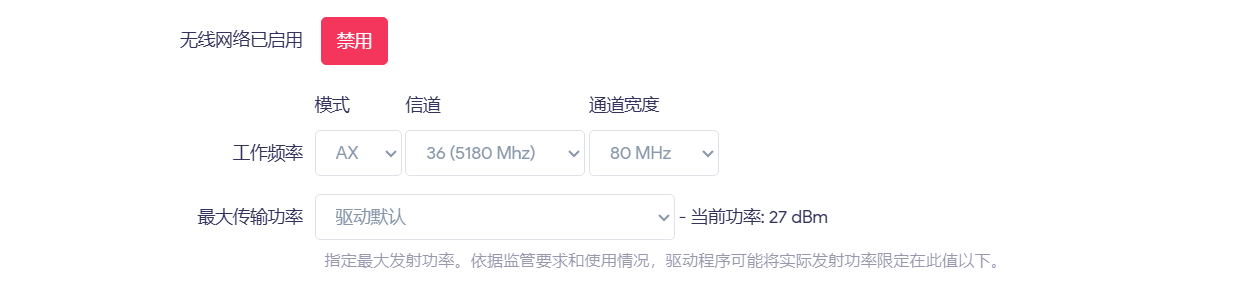 无线网络已启用 禁用
模式 信道 通道宽度
工作频率 AX 36 (5180 Mhz) 80 MHz
最大传输功率 驱动默认 - 当前功率: 27 dBm
指定最大发射功率。依据监管要求和使用情况，驱动程序可能将实际发射功率限定在此值以下。